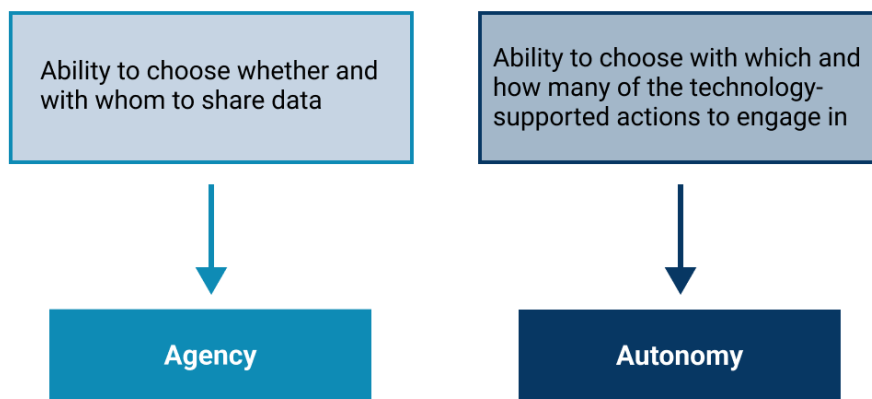 Ability to choose whether and
with whom to share data
Ability to choose with which and
how many of the technology-
supported actions to engage in
Agency
Autonomy